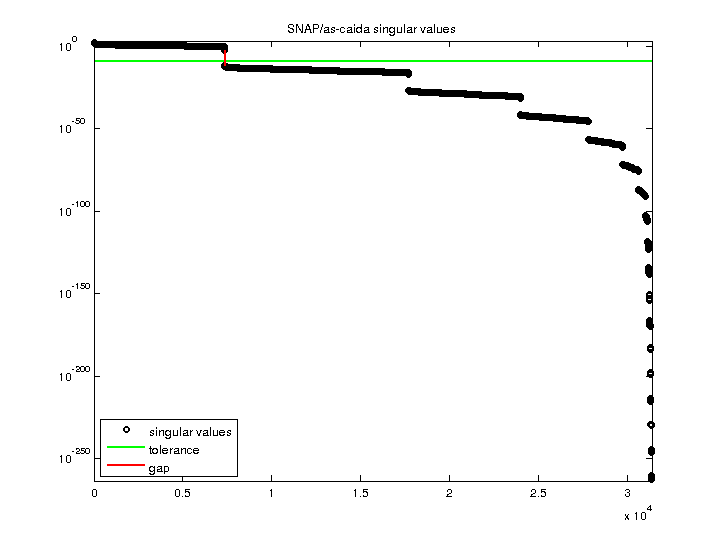 SNAP/as-caida singular values
10^0
10^-50
10^-100
10^-150
10^-200
10^-250
singular values
tolerance
gap
0 0.5 1 1.5 2 2.5 3
x 10^4